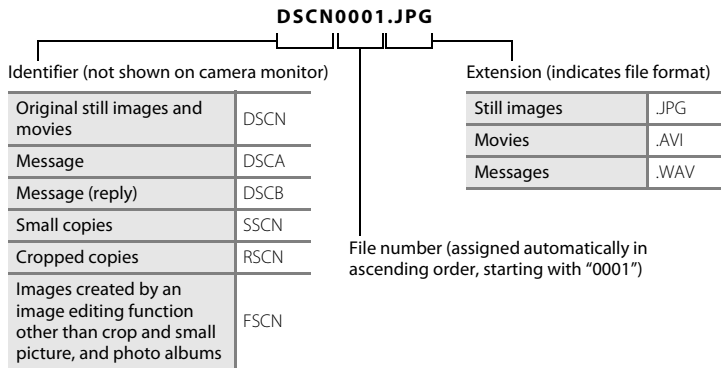 DSCN0001.JPG
Identifier (not shown on camera monitor)
Original still images and
movies
DSCN
Message
DSCA
Message (reply)
DSCB
Small copies
SSCN
Cropped copies
RSCN
Images created by an
image editing function
other than crop and small
picture, and photo albums
FSCN
Extension (indicates file format)
Still images
.JPG
Movies
.AVI
Messages
.WAV
File number (assigned automatically in
ascending order, starting with “0001”)